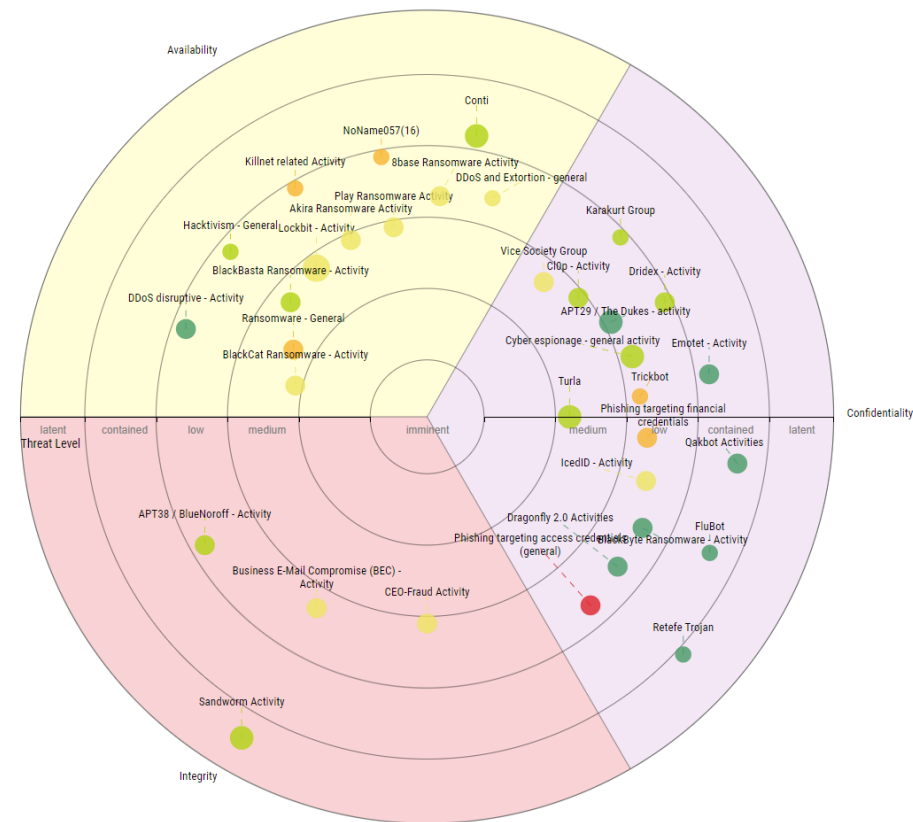 Availability
Conti
NoName057(16)
Killnet related Activity
8base Ransomware Activity
DDoS and Extortion - general
Play Ransomware Activity
Akira Ransomware Activity
Karakurt Group
Hacktivism - General
Lockbit - Activity
Vice Society Group
Cl0p - Activity
BlackBasta Ransomware - Activity
Dridex - Activity
DDoS disruptive - Activity
APT29 / The Dukes - activity
Ransomware - General
Cyber espionage - general activity
Emotet - Activity
BlackCat Ransomware - Activity
Turla
Trickbot
Phishing targeting financial
credentials
Confidentiality
latent
contained
low
medium
imminent
medium
low
contained
latent
Threat Level
Qakbot Activities
IcedID - Activity
APT38 / BlueNoroff - Activity
Dragonfly 2.0 Activities
FluBot
Phishing targeting access credentials
(general)
BlackByte Ransomware - Activity
Business E-Mail Compromise (BEC) -
Activity
CEO-Fraud Activity
Retefe Trojan
Sandworm Activity
Integrity